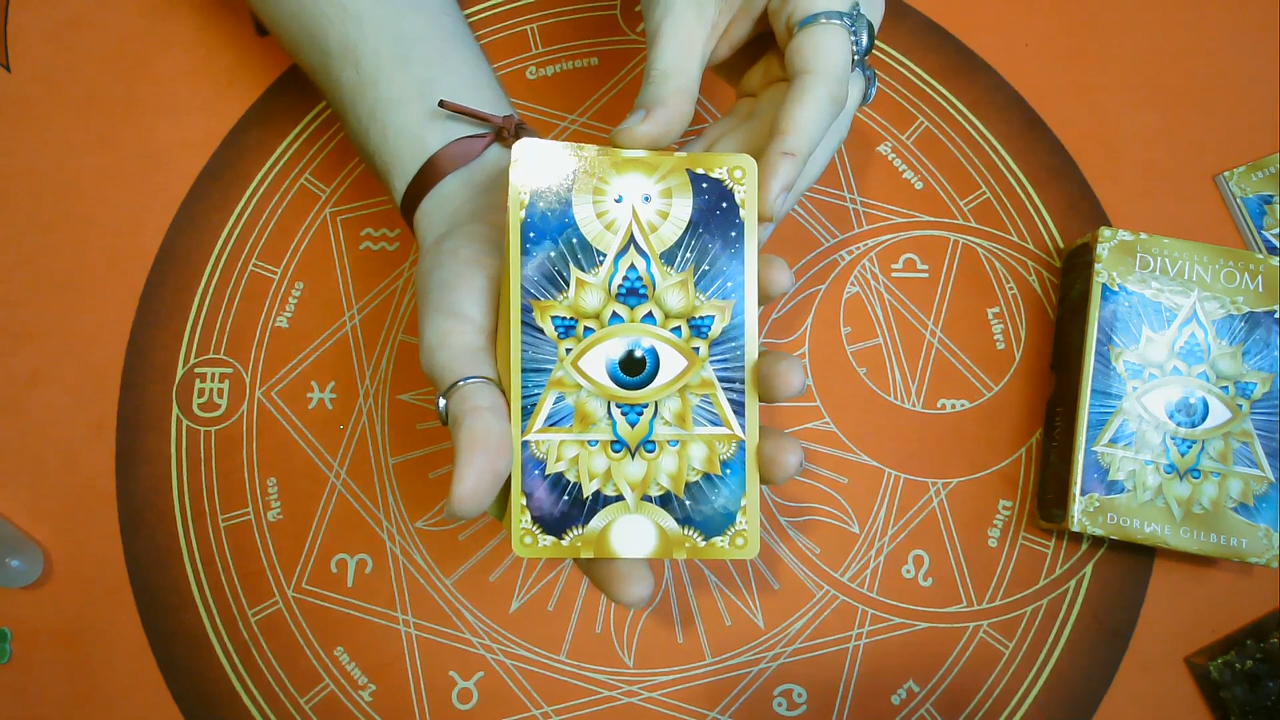 Capricorn
Scorpio
Libra
Virgo
Leo
Pisces
Aries
Taurus
L'ORACLE SACRÉ
DIVIN'OM
DORINE GILBERT